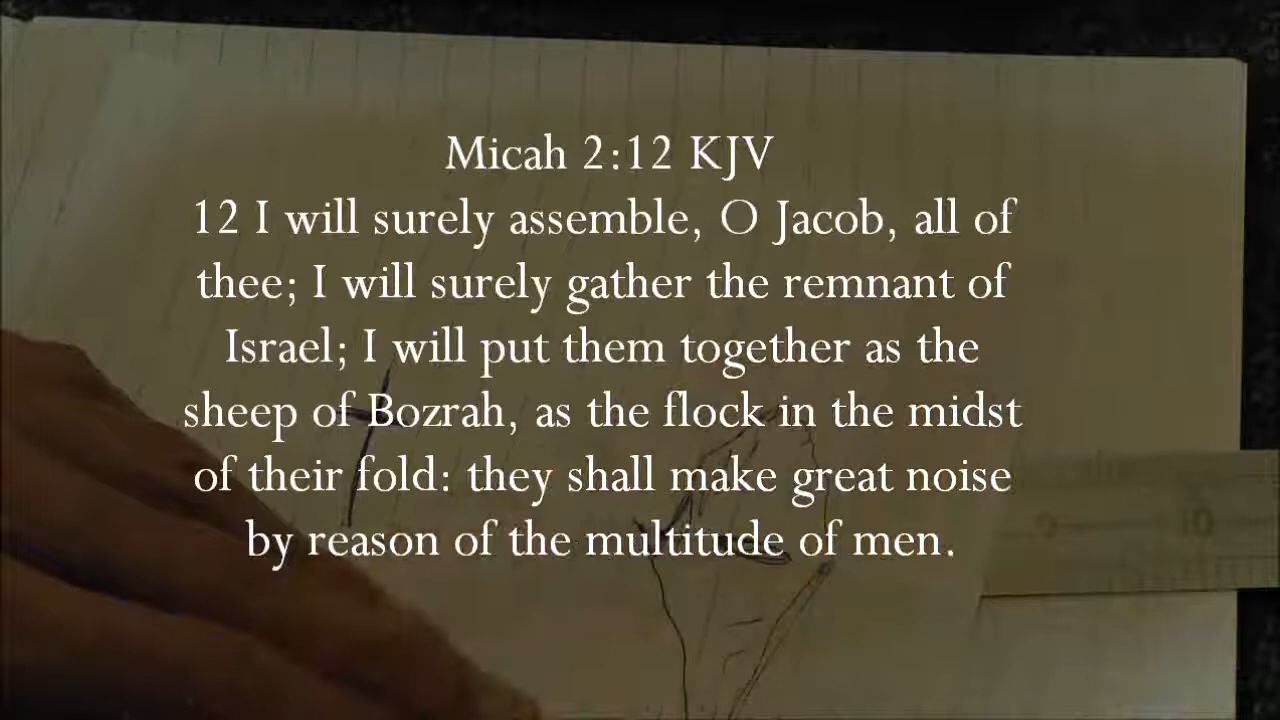 Micah 2:12 KJV
12 I will surely assemble, O Jacob, all of
thee; I will surely gather the remnant of
Israel; I will put them together as the
sheep of Bozrah, as the flock in the midst
of their fold: they shall make great noise
by reason of the multitude of men.
9 10